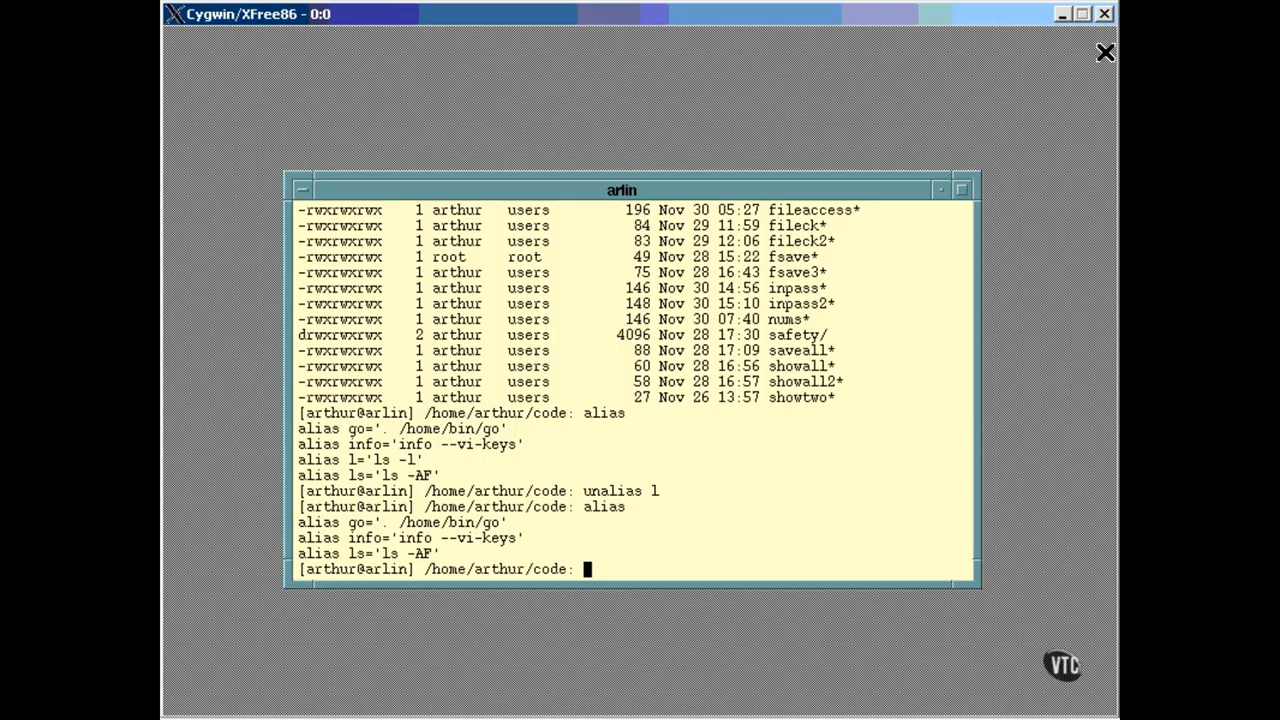 Cygwin/XFree86 - 0:0
arlin
-rwxrwxrwx    1 arthur   users         196 Nov 30 05:27 fileaccess*
-rwxrwxrwx    1 arthur   users          84 Nov 29 11:59 fileck*
-rwxrwxrwx    1 arthur   users          83 Nov 29 12:06 fileck2*
-rwxrwxrwx    1 root     root           49 Nov 28 15:22 fsave*
-rwxrwxrwx    1 arthur   users          75 Nov 28 16:43 fsave3*
-rwxrwxrwx    1 arthur   users         146 Nov 30 14:56 inpass*
-rwxrwxrwx    1 arthur   users         148 Nov 30 15:10 inpass2*
-rwxrwxrwx    1 arthur   users         146 Nov 30 07:40 nums*
drwxrwxrwx    2 arthur   users        4096 Nov 28 17:30 safety/
-rwxrwxrwx    1 arthur   users          88 Nov 28 17:09 saveall*
-rwxrwxrwx    1 arthur   users          60 Nov 28 16:56 showall*
-rwxrwxrwx    1 arthur   users          58 Nov 28 16:57 showall2*
-rwxrwxrwx    1 arthur   users          27 Nov 26 13:57 showtwo*
[arthur@arlin] /home/arthur/code: alias
alias go='. /home/bin/go'
alias info='info --vi-keys'
alias l='ls -l'
alias ls='ls -AF'
[arthur@arlin] /home/arthur/code: unalias l
[arthur@arlin] /home/arthur/code: alias
alias go='. /home/bin/go'
alias info='info --vi-keys'
alias ls='ls -AF'
[arthur@arlin] /home/arthur/code:
VTC